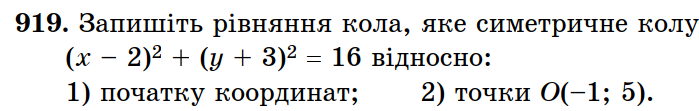 919. Запишіть рівняння кола, яке симетричне колу
(x − 2)² + (y + 3)² = 16 відносно:
1) початку координат; 2) точки O(−1; 5).